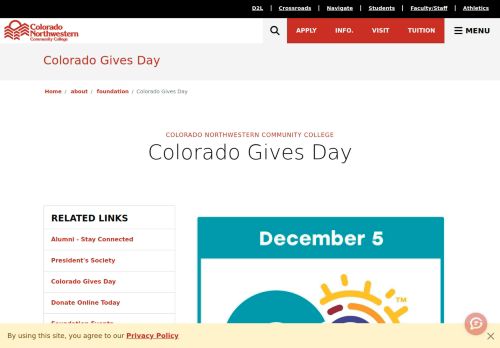 D2L | Crossroads | Navigate | Students | Faculty/Staff | Athletics
Colorado
Northwestern
Community College
APPLY INFO. VISIT TUITION MENU
Colorado Gives Day
Home / about / foundation / Colorado Gives Day
COLORADO NORTHWESTERN COMMUNITY COLLEGE
Colorado Gives Day
RELATED LINKS
Alumni - Stay Connected
President's Society
Colorado Gives Day
Donate Online Today
Foundation Events
December 5
TM
By using this site, you agree to our Privacy Policy